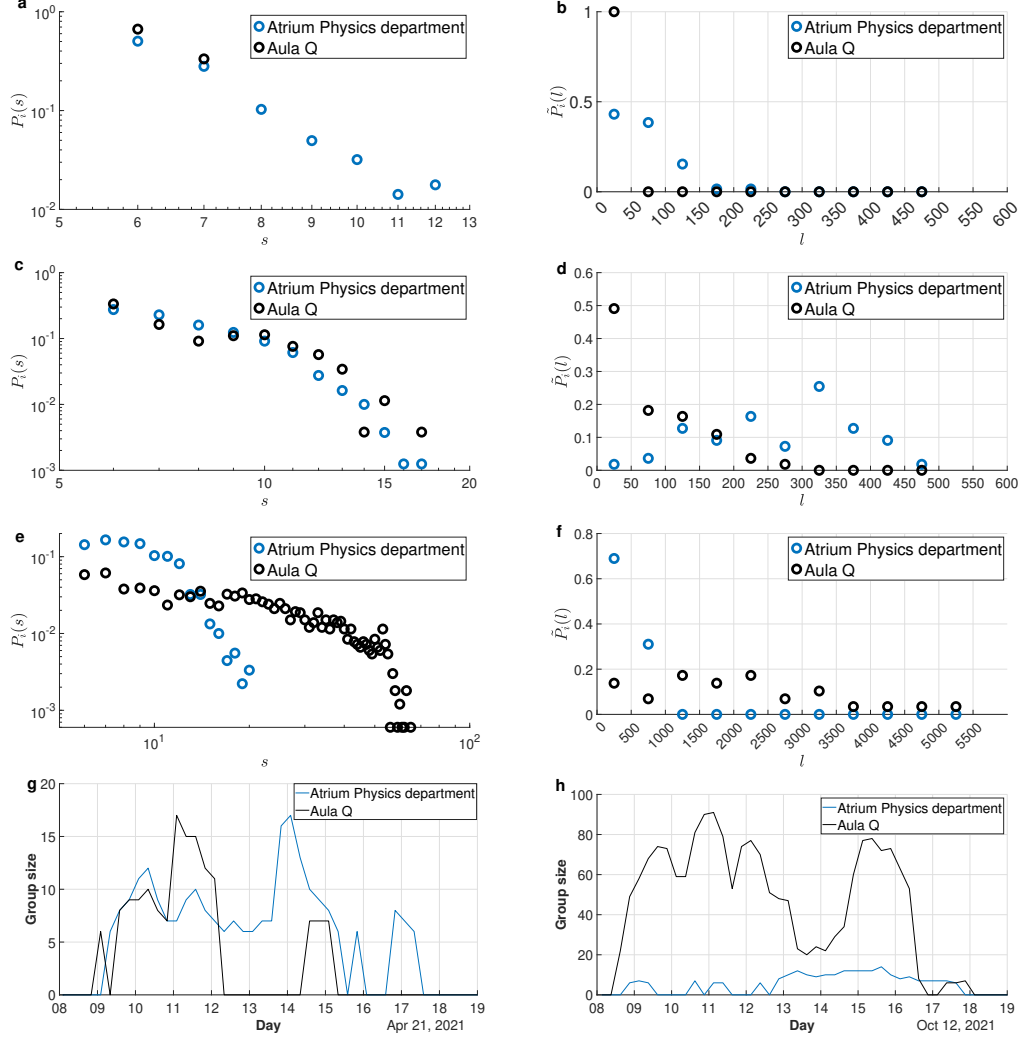 a
10^0
10^-1
10^-2
P_i(s)
Atrium Physics department
Aula Q
5 6 7 8 9 10 11 12 13
s
b
1
0.5
0
P̃_i(l)
Atrium Physics department
Aula Q
0 50 100 150 200 250 300 350 400 450 500 600
l
c
10^0
10^-1
10^-2
10^-3
P_i(s)
Atrium Physics department
Aula Q
5 10 15 20
s
d
0.6
0.5
0.4
0.3
0.2
0.1
0
P̃_i(l)
Atrium Physics department
Aula Q
0 50 100 150 200 250 300 350 400 450 500 600
l
e
10^-1
10^-2
10^-3
P_i(s)
Atrium Physics department
Aula Q
10^1 10^2
s
f
0.8
0.6
0.4
0.2
0
P̃_i(l)
Atrium Physics department
Aula Q
0 500 1000 1500 2000 2500 3000 3500 4000 4500 5000 5500
l
g
20
15
10
5
0
Group size
Atrium Physics department
Aula Q
08 09 10 11 12 13 14 15 16 17 18 19
Day
Apr 21, 2021
h
100
80
60
40
20
0
Group size
Atrium Physics department
Aula Q
08 09 10 11 12 13 14 15 16 17 18 19
Day
Oct 12, 2021